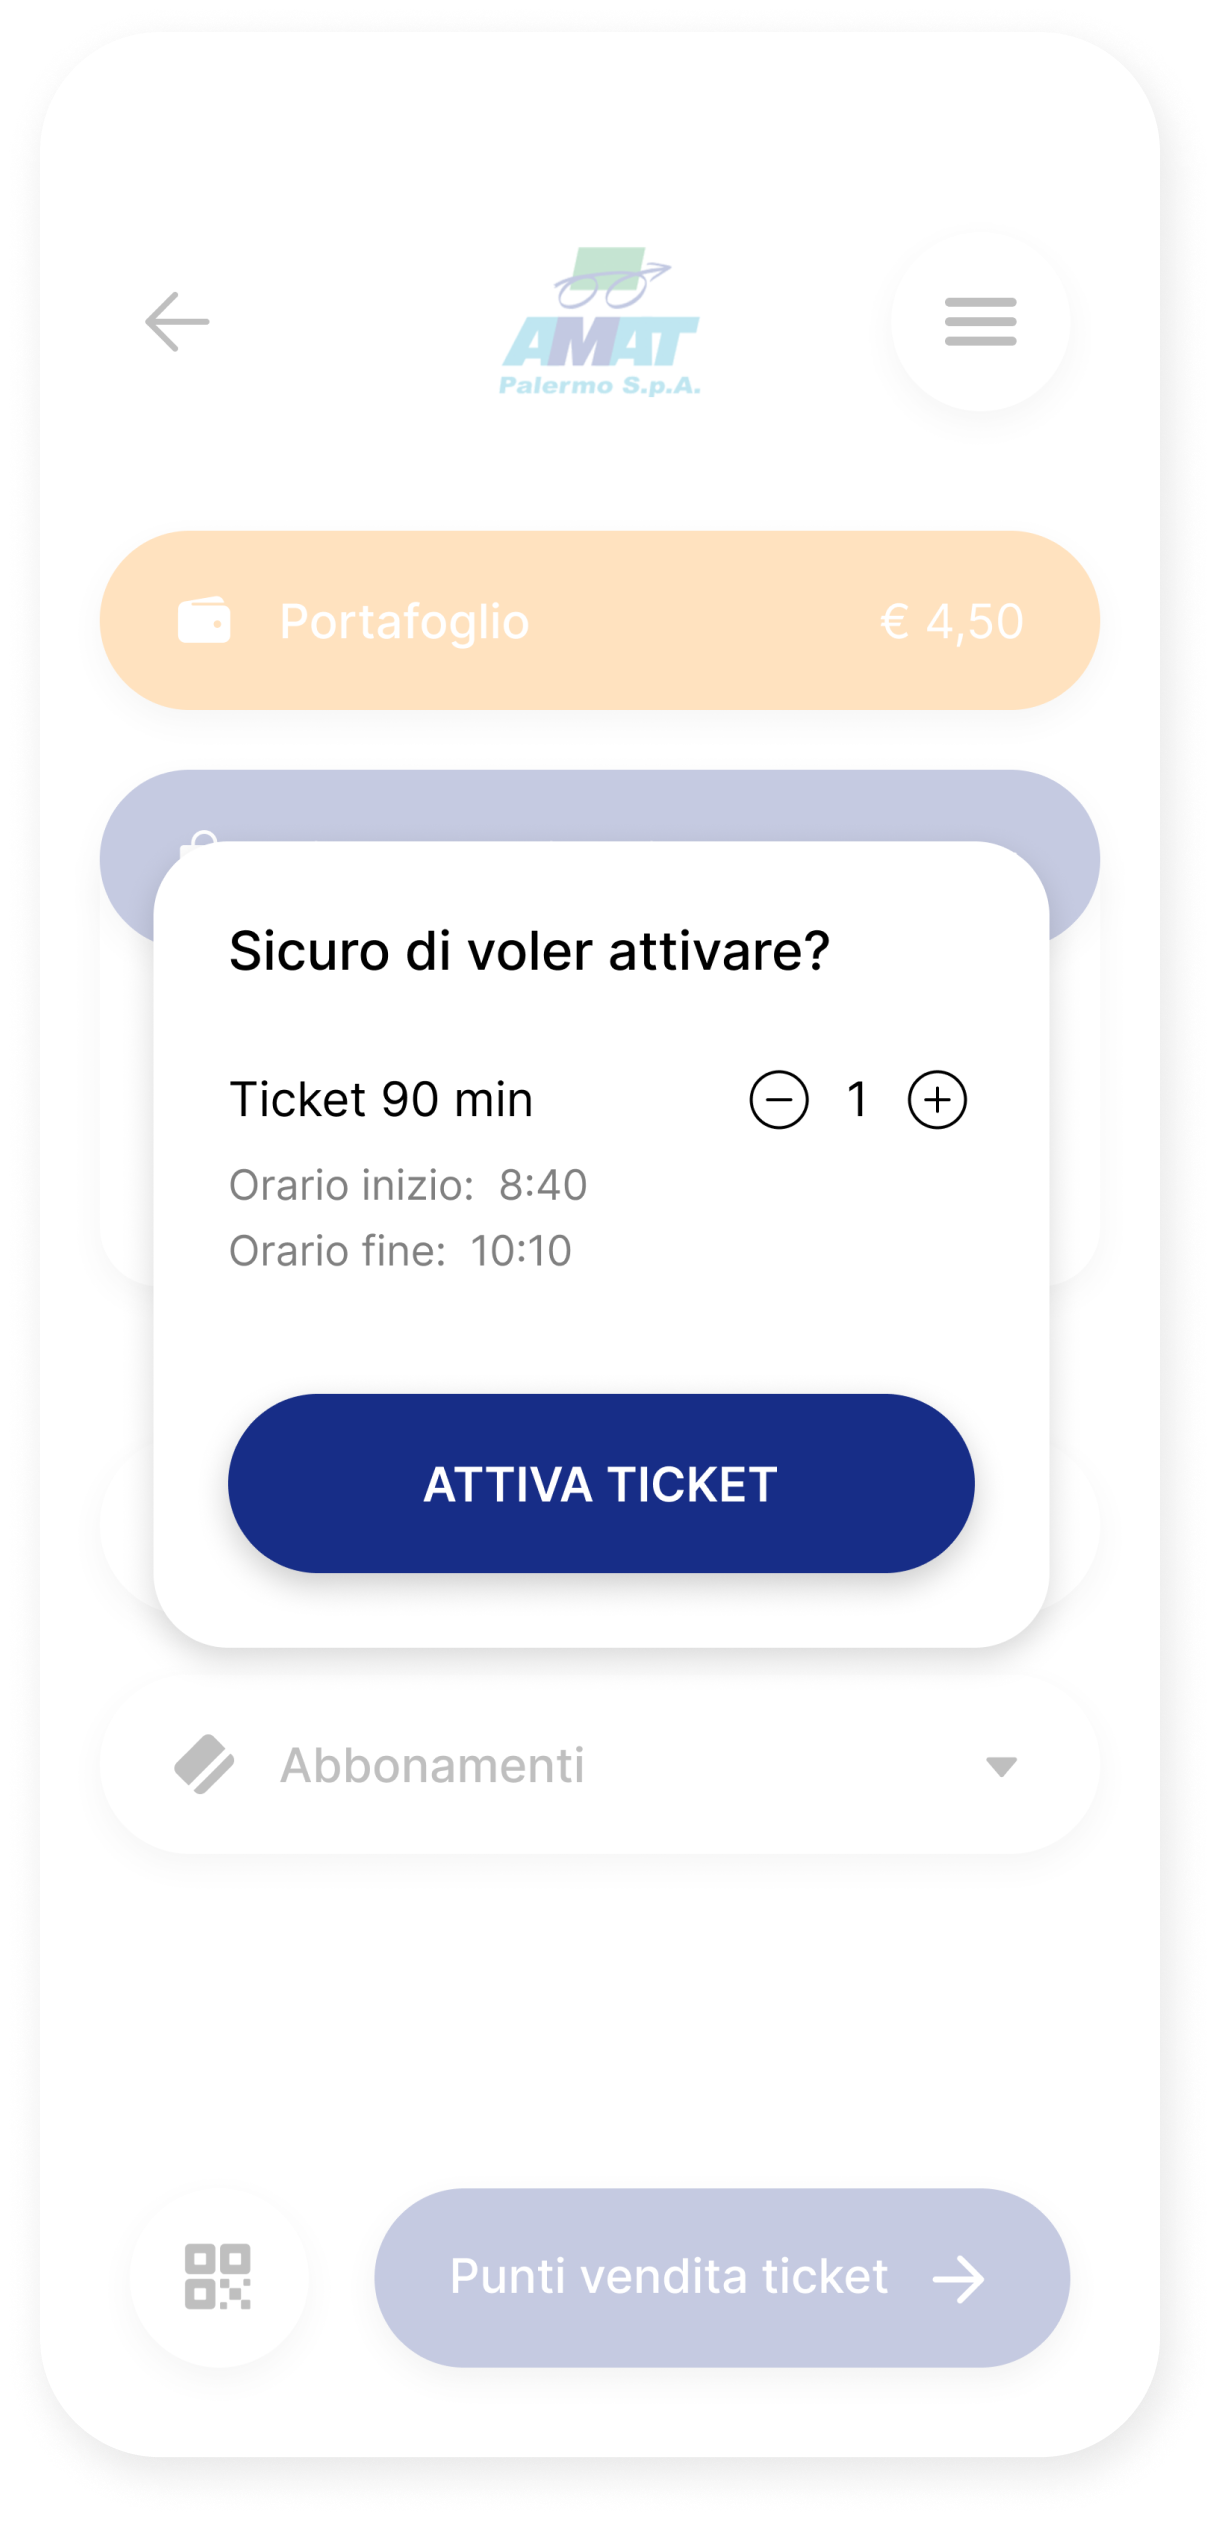 AMAT
Palermo S.p.A.
Portafoglio € 4,50
Sicuro di voler attivare?
Ticket 90 min 1
Orario inizio: 8:40
Orario fine: 10:10
ATTIVA TICKET
Abbonamenti
Punti vendita ticket